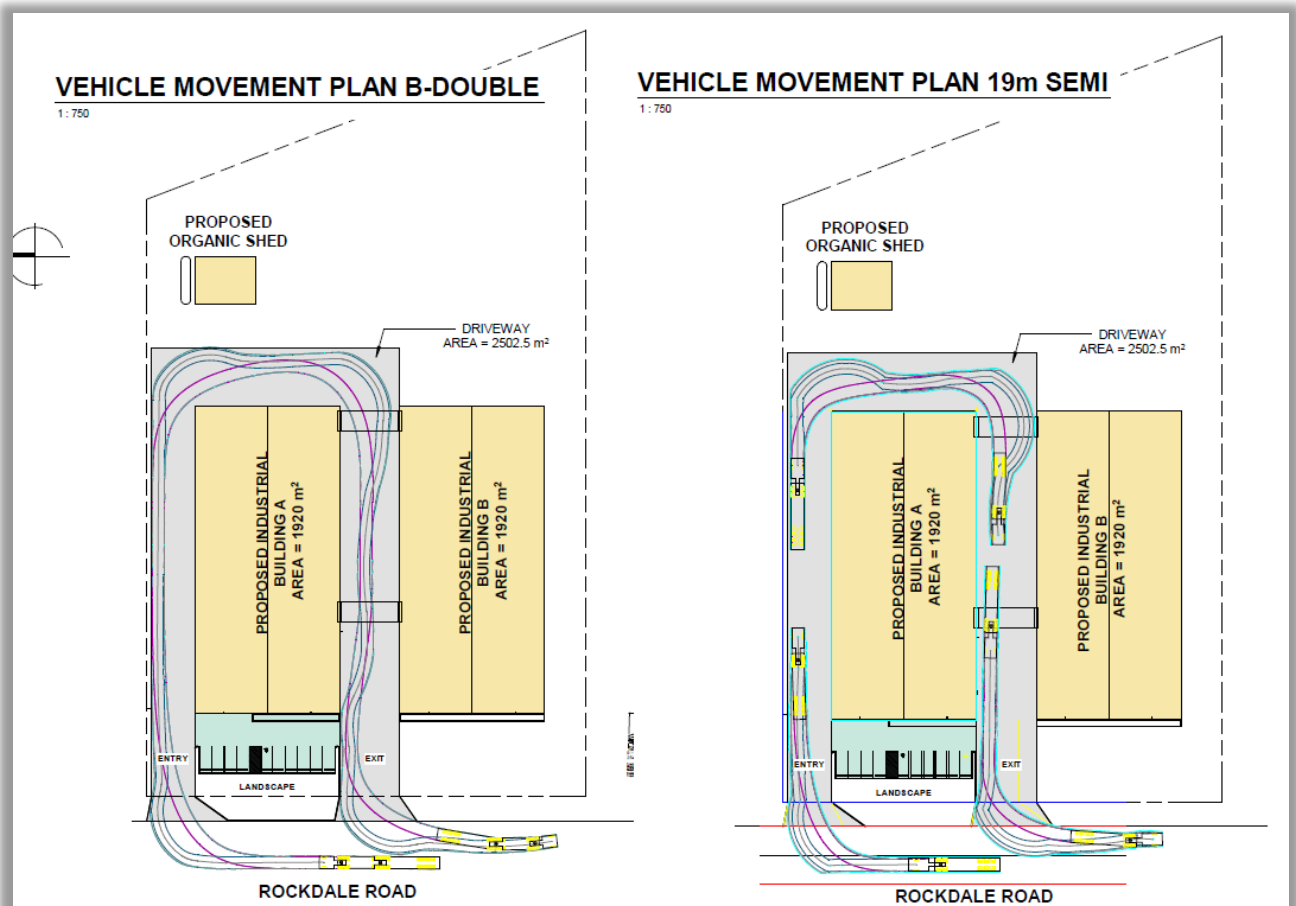 VEHICLE MOVEMENT PLAN B-DOUBLE
1 : 750
PROPOSED
ORGANIC SHED
DRIVEWAY
AREA = 2502.5 m²
PROPOSED INDUSTRIAL
BUILDING A
AREA = 1920 m²
PROPOSED INDUSTRIAL
BUILDING B
AREA = 1920 m²
ENTRY
EXIT
LANDSCAPE
ROCKDALE ROAD
VEHICLE MOVEMENT PLAN 19m SEMI
1 : 750
PROPOSED
ORGANIC SHED
DRIVEWAY
AREA = 2502.5 m²
PROPOSED INDUSTRIAL
BUILDING A
AREA = 1920 m²
PROPOSED INDUSTRIAL
BUILDING B
AREA = 1920 m²
ENTRY
EXIT
LANDSCAPE
ROCKDALE ROAD